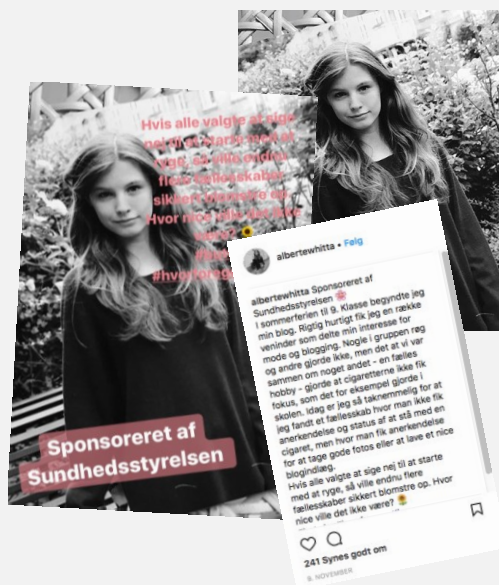 Hvis alle valgte at sige
nej til at starte med at
ryge, så ville endnu
flere fællesskaber
sikkert blomstre op.
Hvor nice ville det ikke
være? 🌻
#hvorforeg
Sponsoreret af
Sundhedsstyrelsen
albertewhitta • Følg
albertewhitta Sponsoreret af
Sundhedsstyrelsen 🌸
I sommerferien til 9. Klasse begyndte jeg
min blog. Rigtig hurtigt fik jeg en række
veninder som delte min interesse for
mode og blogging. Nogle i gruppen røg
og andre gjorde ikke, men det at vi var
sammen om noget andet - en fælles
hobby - gjorde at cigaretterne ikke fik
fokus, som det for eksempel gjorde i
skolen. Idag er jeg så taknemmelig for at
jeg fandt et fællesskab hvor man ikke fik
anerkendelse og status af at stå med en
cigaret, men hvor man fik anerkendelse
for at tage gode fotos eller at lave et nice
blogindlæg.
Hvis alle valgte at sige nej til at starte
med at ryge, så ville endnu flere
fællesskaber sikkert blomstre op. Hvor
nice ville det ikke være? 🌻
241 Synes godt om
9. NOVEMBER